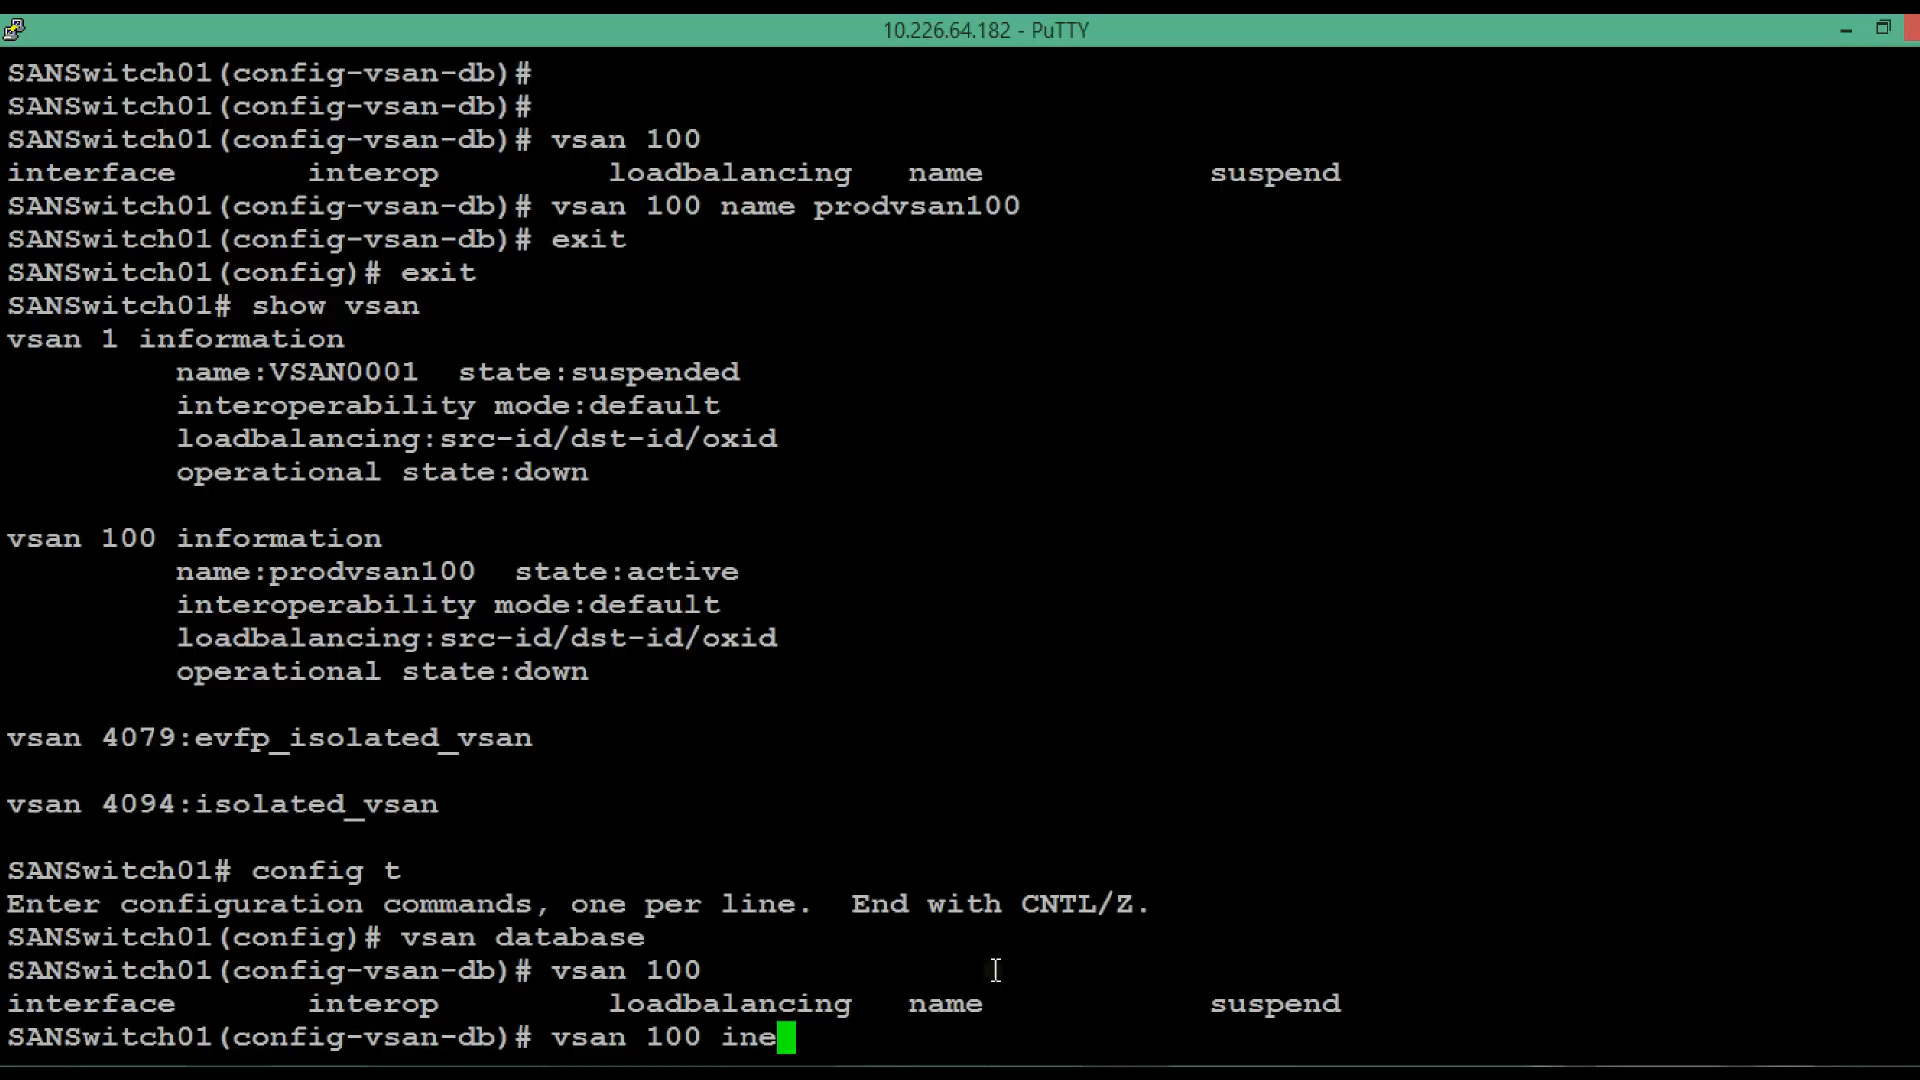 10.226.64.182 - PuTTY
SANSwitch01(config-vsan-db)#
SANSwitch01(config-vsan-db)#
SANSwitch01(config-vsan-db)# vsan 100
interface interop loadbalancing name suspend
SANSwitch01(config-vsan-db)# vsan 100 name prodvsan100
SANSwitch01(config-vsan-db)# exit
SANSwitch01(config)# exit
SANSwitch01# show vsan
vsan 1 information
name:VSAN0001 state:suspended
interoperability mode:default
loadbalancing:src-id/dst-id/oxid
operational state:down
vsan 100 information
name:prodvsan100 state:active
interoperability mode:default
loadbalancing:src-id/dst-id/oxid
operational state:down
vsan 4079:evfp_isolated_vsan
vsan 4094:isolated_vsan
SANSwitch01# config t
Enter configuration commands, one per line. End with CNTL/Z.
SANSwitch01(config)# vsan database
SANSwitch01(config-vsan-db)# vsan 100
interface interop loadbalancing name suspend
SANSwitch01(config-vsan-db)# vsan 100 ine